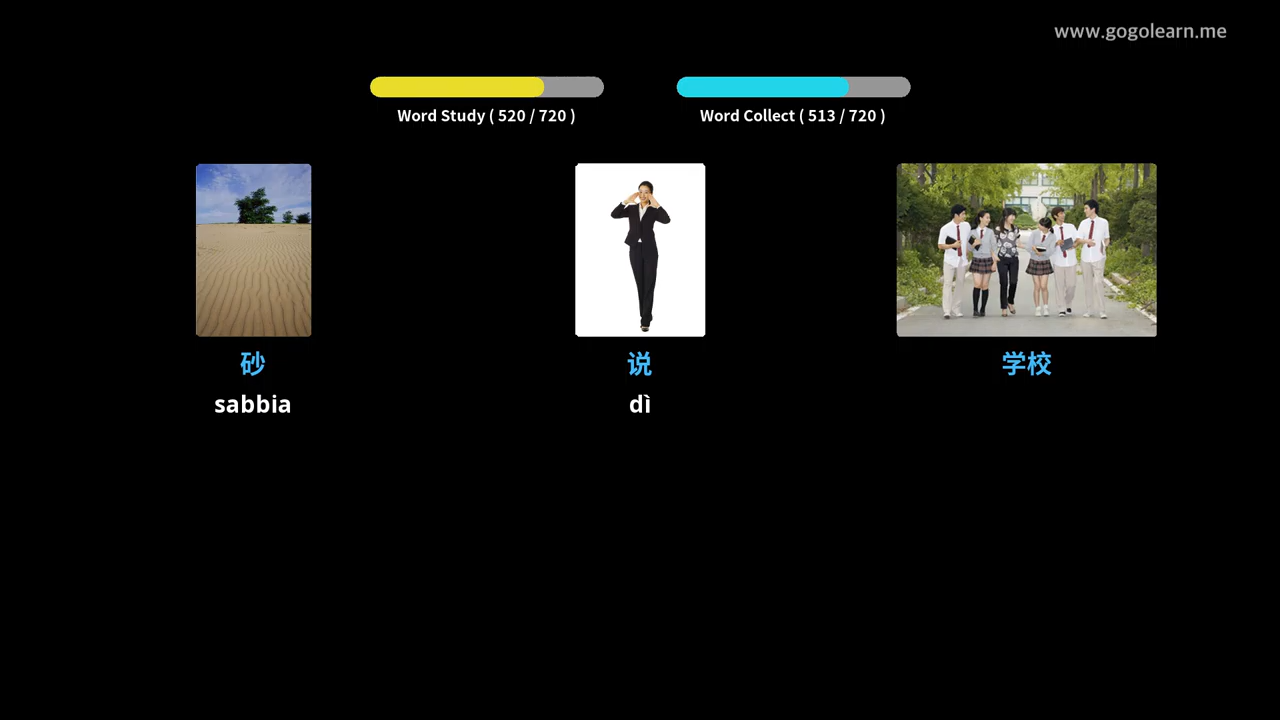 www.gogolearn.me
Word Study ( 520 / 720 )
Word Collect ( 513 / 720 )
砂
说
学校
sabbia
dì